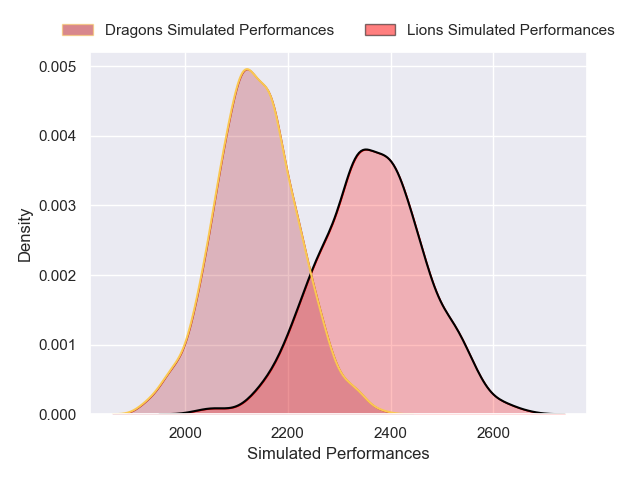 Dragons Simulated Performances Lions Simulated Performances
0.005
0.004
0.003
0.002
0.001
0.000
Density
2000 2200 2400 2600
Simulated Performances